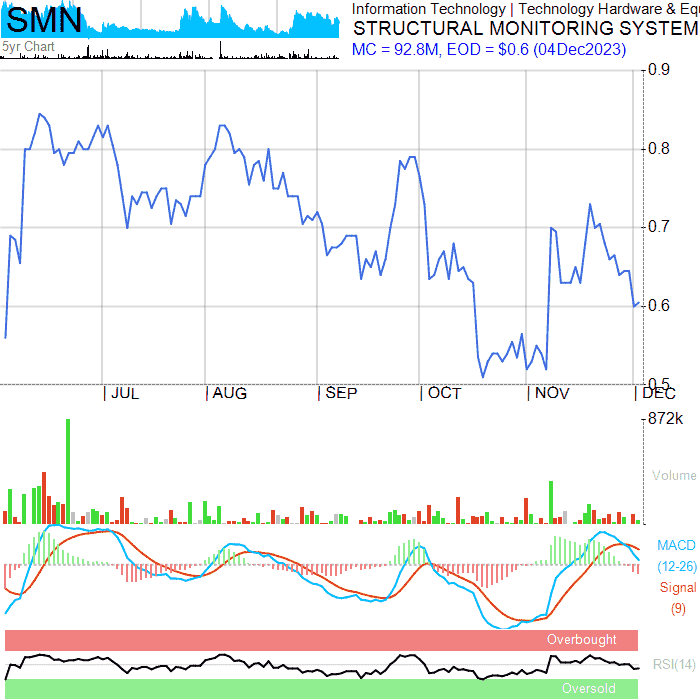 SMN
5yr Chart
Information Technology | Technology Hardware & Eq
STRUCTURAL MONITORING SYSTEM
MC = 92.8M, EOD = $0.6 (04Dec2023)
0.9
0.8
0.7
0.6
0.5
JUL
AUG
SEP
OCT
NOV
DEC
872k
Volume
MACD
(12-26)
Signal
(9)
Overbought
RSI(14)
Oversold